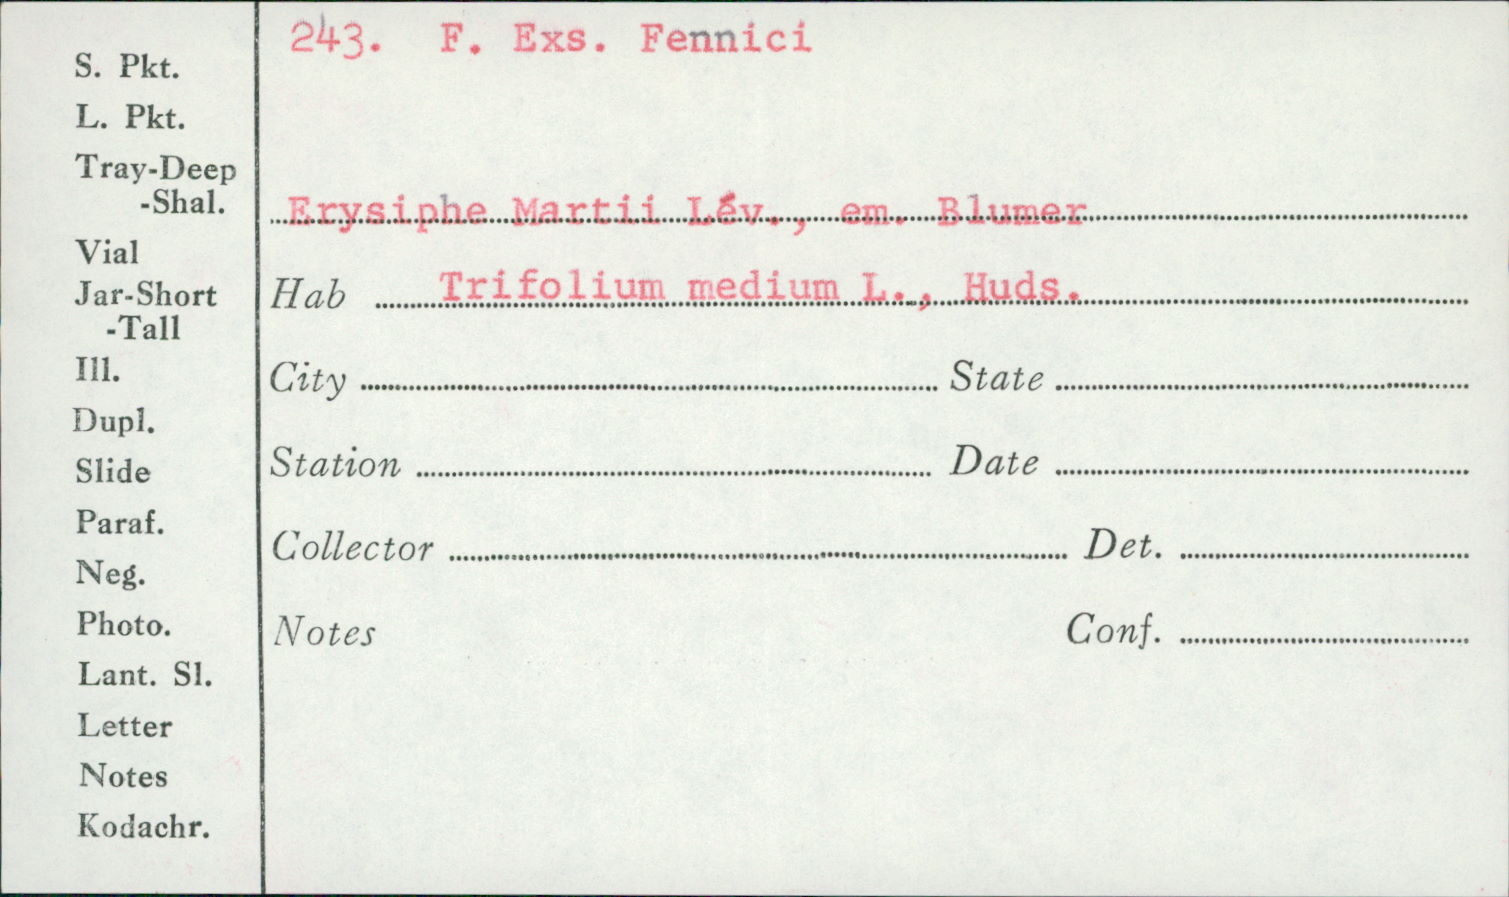 243. F. Exs. Fennici
S. Pkt.
L. Pkt.
Tray-Deep
-Shal.
Vial
Jar-Short
-Tall
Ill.
Dupl.
Slide
Paraf.
Neg.
Photo.
Lant. Sl.
Letter
Notes
Kodachr.
Erysiphe Martii Lév., em. Blumer
Hab Trifolium medium L., Huds.
City State
Station Date
Collector Det.
Notes Conf.